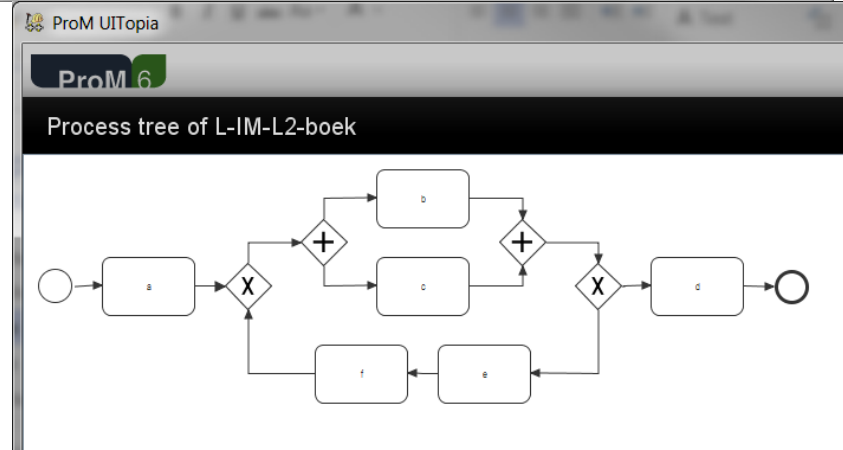 ProM UITopia
ProM 6
Process tree of L-IM-L2-boek
b
a
X
c
X
d
f
e